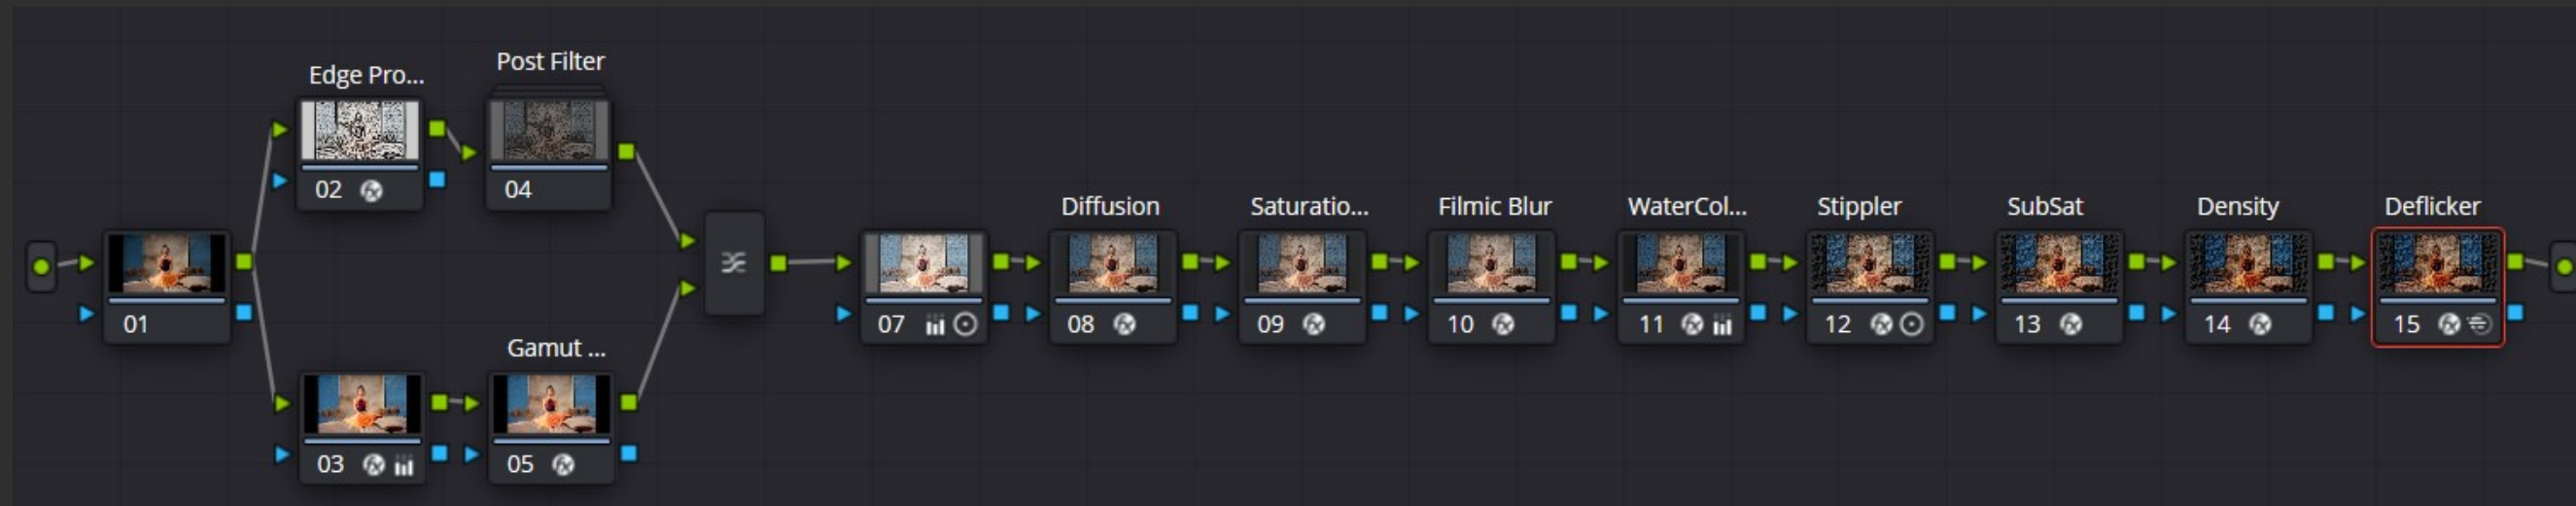 Edge Pro...
Post Filter
02
04
01
Gamut ...
03
05
07
Diffusion
08
Saturatio...
09
Filmic Blur
10
WaterCol...
11
Stippler
12
SubSat
13
Density
14
Deflicker
15